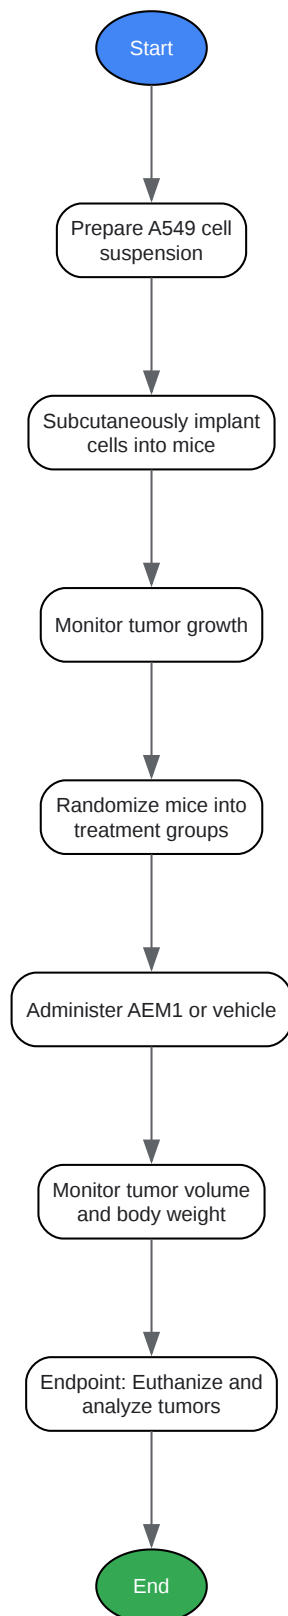 Start
Prepare A549 cell
suspension
Subcutaneously implant
cells into mice
Monitor tumor growth
Randomize mice into
treatment groups
Administer AEM1 or vehicle
Monitor tumor volume
and body weight
Endpoint: Euthanize and
analyze tumors
End